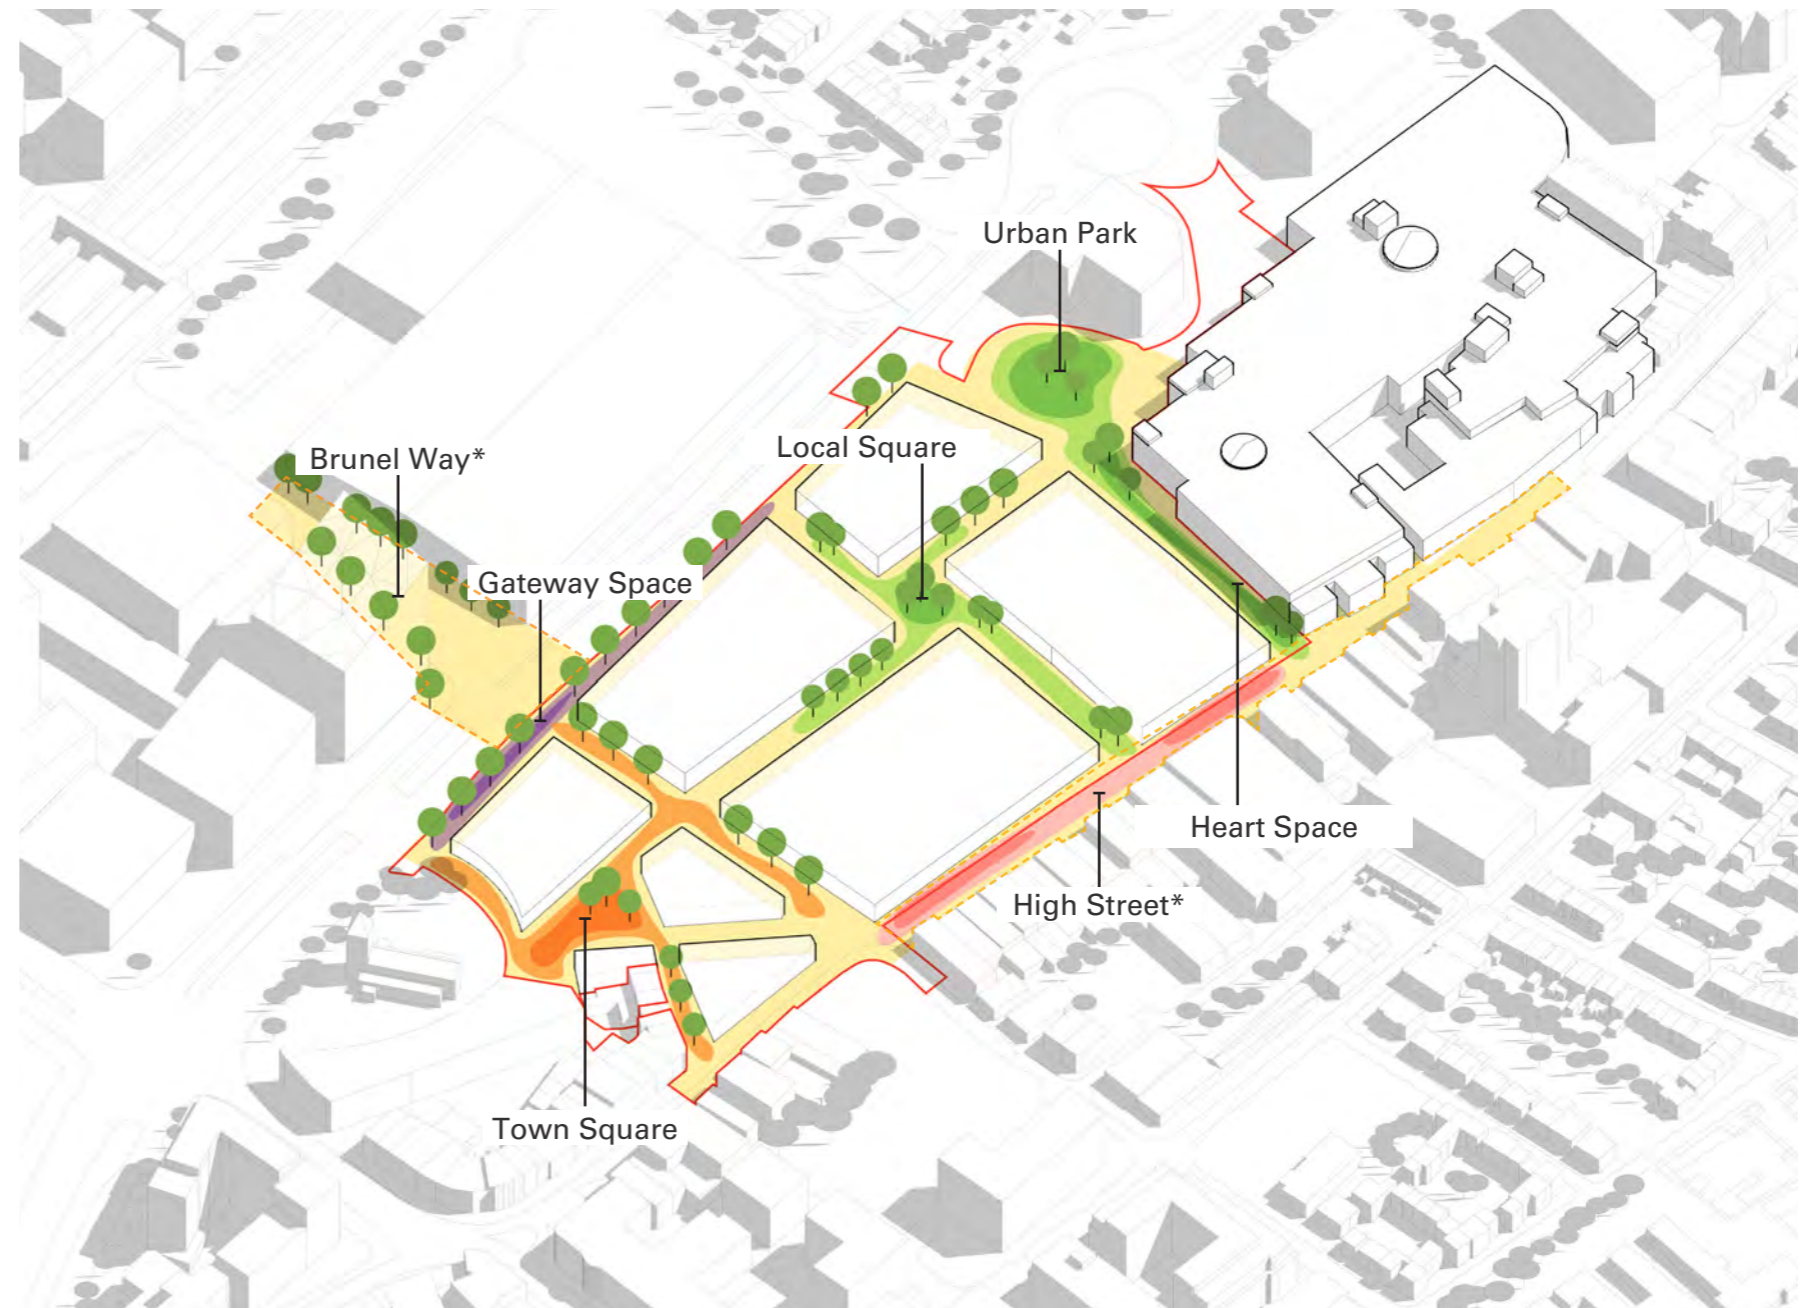 Urban Park
Local Square
Brunel Way*
Gateway Space
Heart Space
High Street*
Town Square